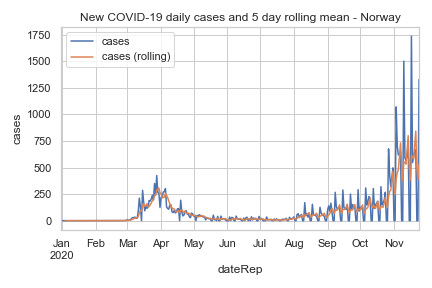 New COVID-19 daily cases and 5 day rolling mean - Norway
cases
cases (rolling)
1750
1500
1250
1000
750
500
250
0
cases
Jan Feb Mar Apr May Jun Jul Aug Sep Oct Nov
2020
dateRep